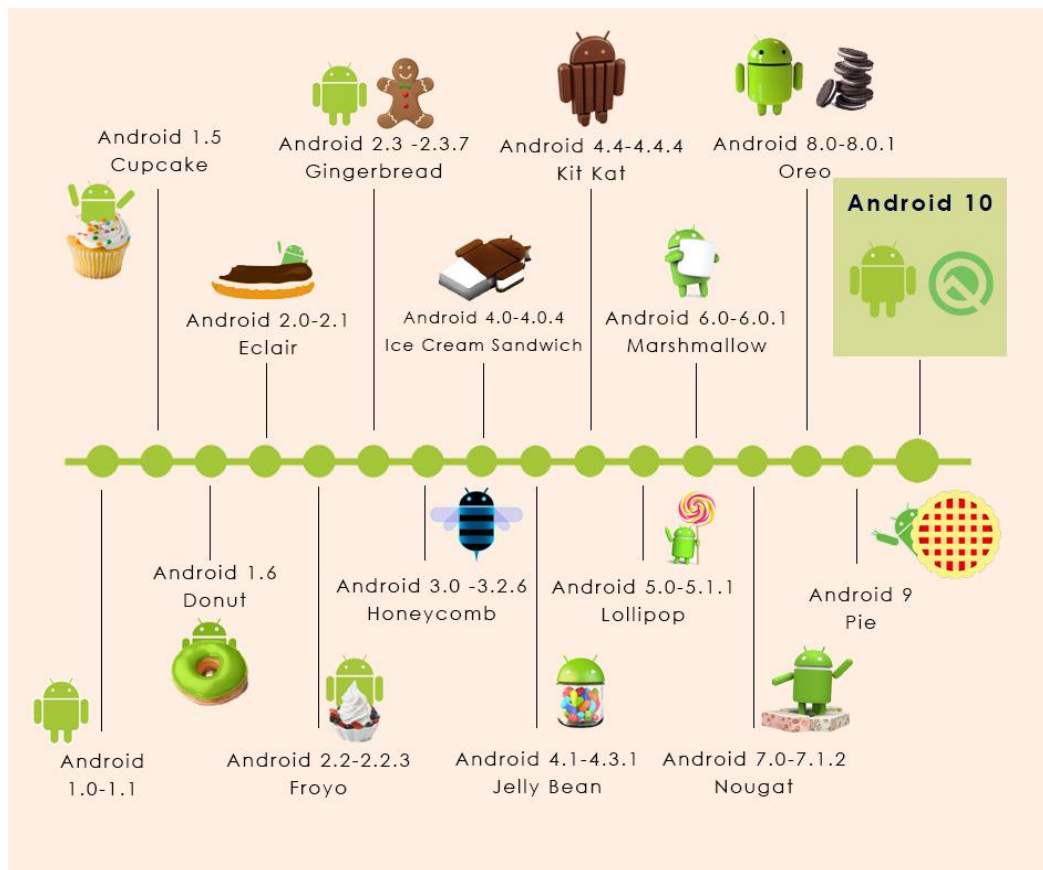 Android 1.5
Cupcake
Android 2.3 -2.3.7
Gingerbread
Android 4.4-4.4.4
Kit Kat
Android 8.0-8.0.1
Oreo
Android 10
Android 2.0-2.1
Eclair
Android 4.0-4.0.4
Ice Cream Sandwich
Android 6.0-6.0.1
Marshmallow
Android 1.6
Donut
Android 3.0 -3.2.6
Honeycomb
Android 5.0-5.1.1
Lollipop
Android 9
Pie
Android
1.0-1.1
Android 2.2-2.2.3
Froyo
Android 4.1-4.3.1
Jelly Bean
Android 7.0-7.1.2
Nougat